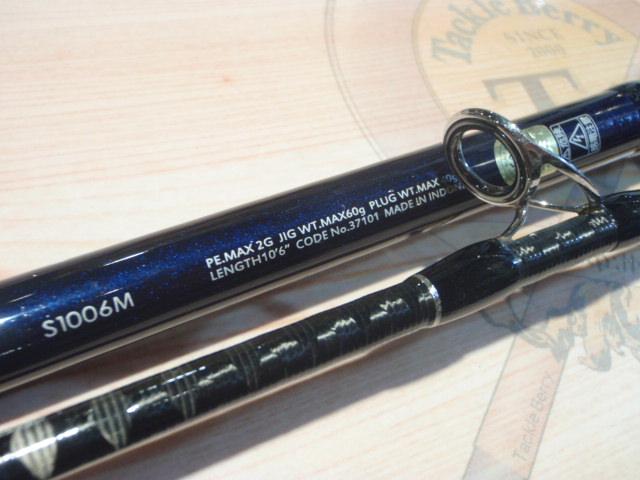 Tackle Berry
SINCE
T
PE.MAX 2G JIG WT.MAX60g PLUG WT.MAX
LENGTH10'6" CODE No.37101 MADE IN
S1006M
Tackle Berry